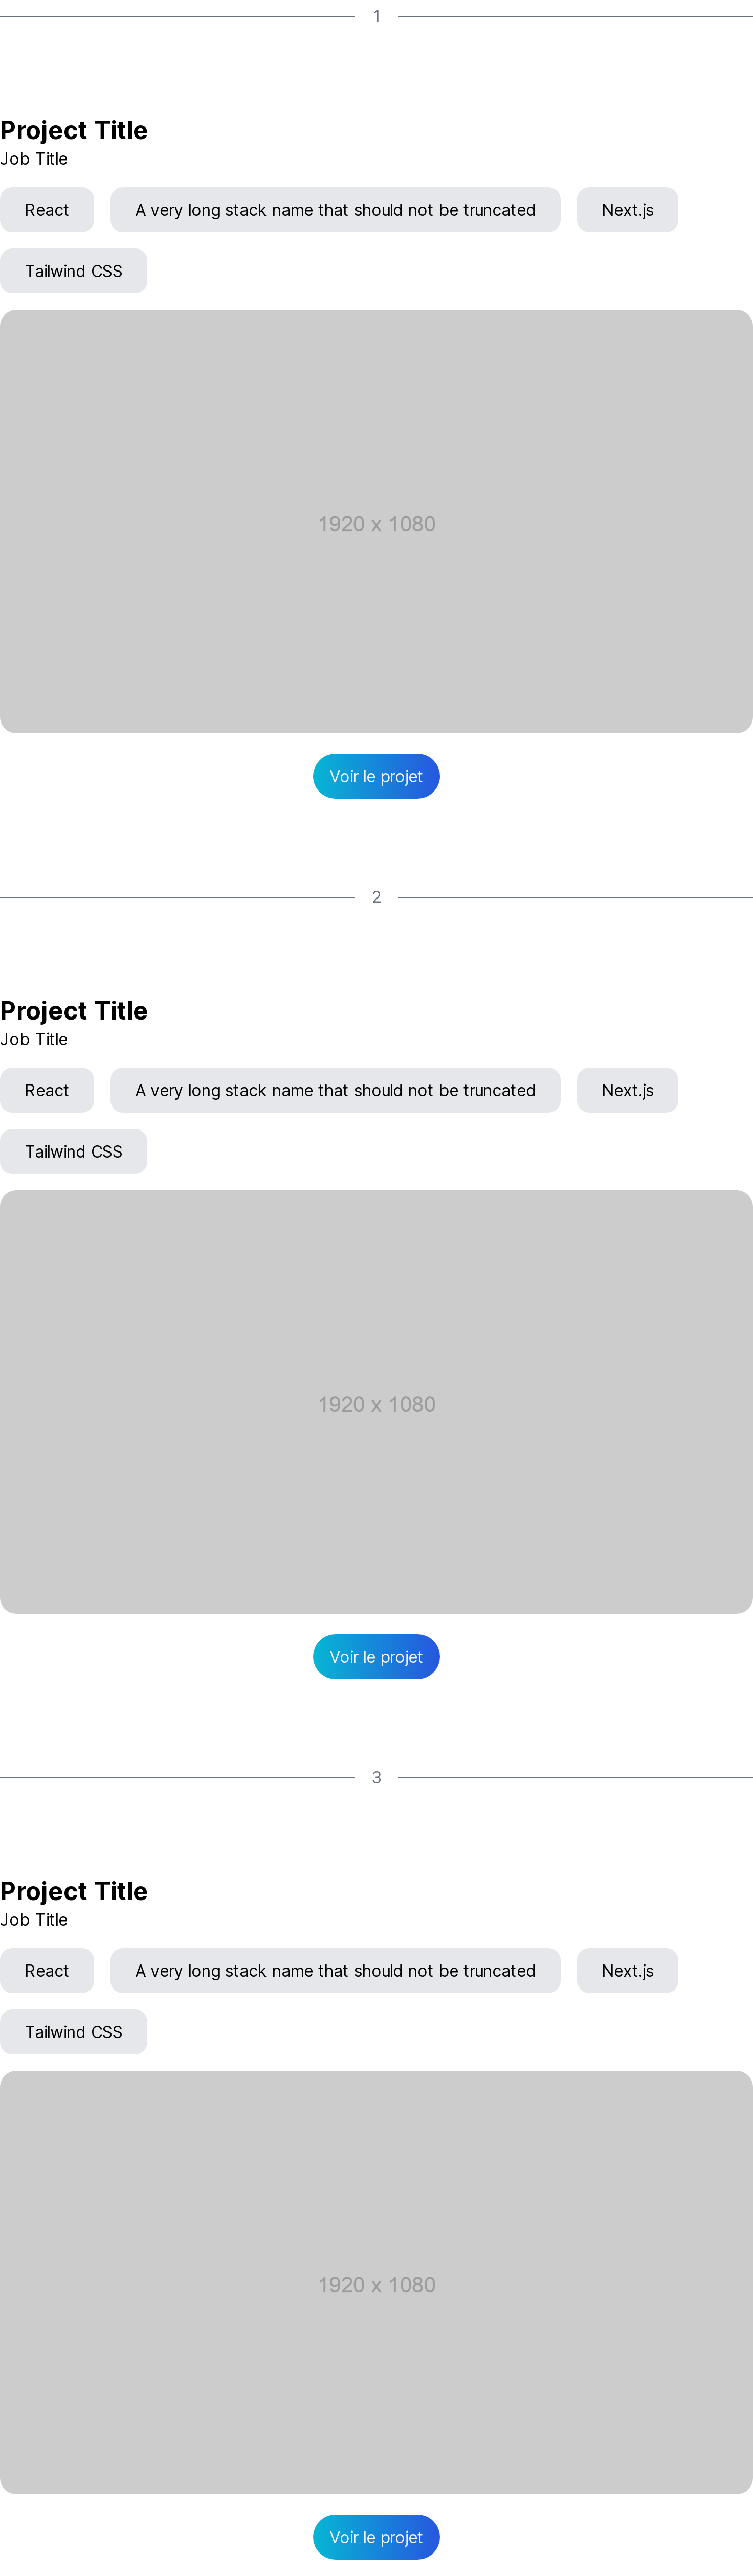 1
Project Title
Job Title
React A very long stack name that should not be truncated Next.js
Tailwind CSS
1920 x 1080
Voir le projet
2
Project Title
Job Title
React A very long stack name that should not be truncated Next.js
Tailwind CSS
1920 x 1080
Voir le projet
3
Project Title
Job Title
React A very long stack name that should not be truncated Next.js
Tailwind CSS
1920 x 1080
Voir le projet